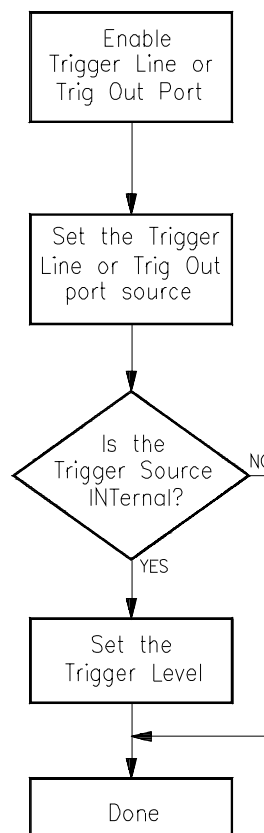 Enable
Trigger Line or
Trig Out Port
Set the Trigger
Line or Trig Out
port source
Is the
Trigger Source
INTernal?
NO
YES
Set the
Trigger Level
Done